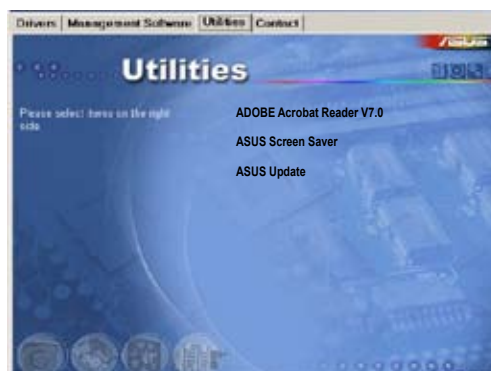 Drivers Management Software Utilities Contact
ASUS
Utilities
Please select items on the right
side
ADOBE Acrobat Reader V7.0
ASUS Screen Saver
ASUS Update